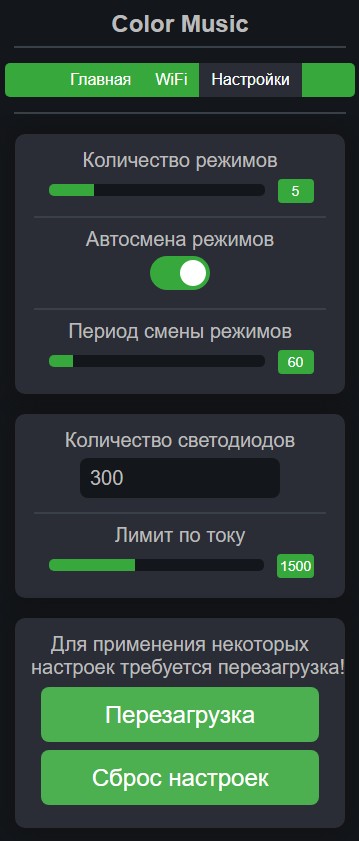 Color Music
Главная WiFi Настройки
Количество режимов
5
Автосмена режимов
Период смены режимов
60
Количество светодиодов
300
Лимит по току
1500
Для применения некоторых
настроек требуется перезагрузка!
Перезагрузка
Сброс настроек